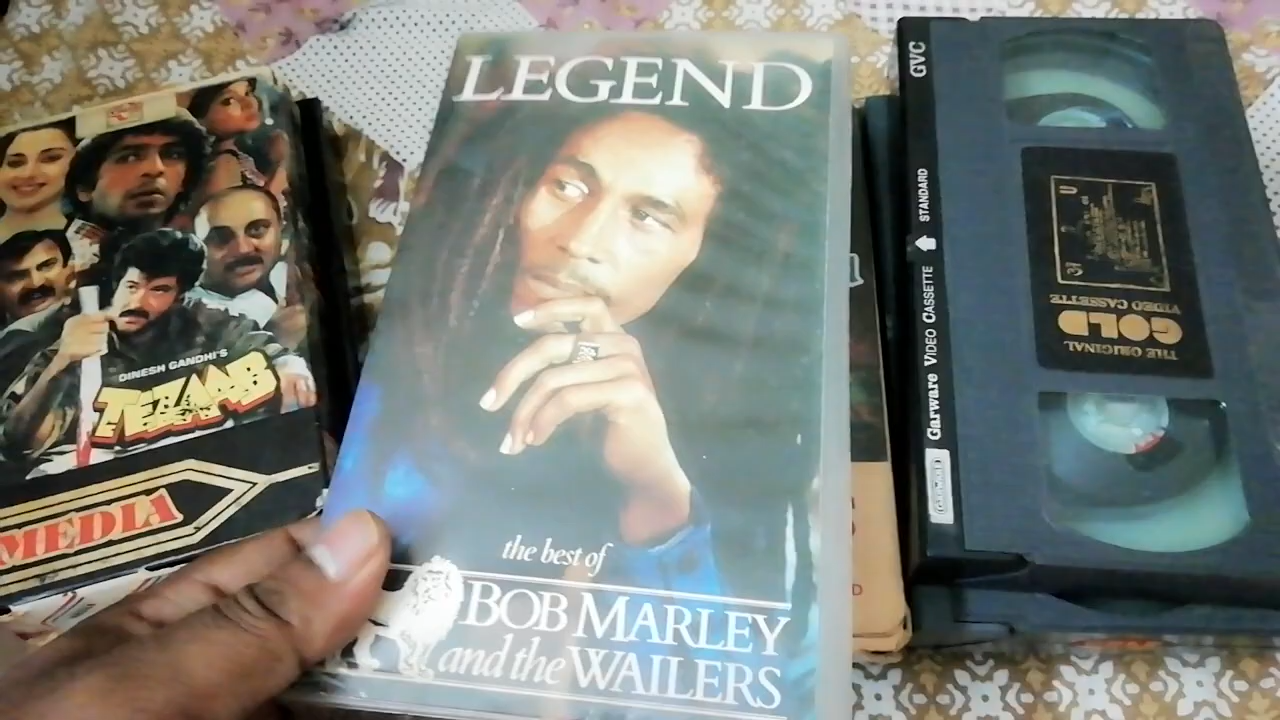 DINESH GANDHI'S
TEZAAB
MEDIA
LEGEND
the best of
BOB MARLEY
and the WAILERS
GVC
STANDARD
Garware VIDEO CASSETTE
THE ORIGINAL
GOLD
VIDEO CASSETTE